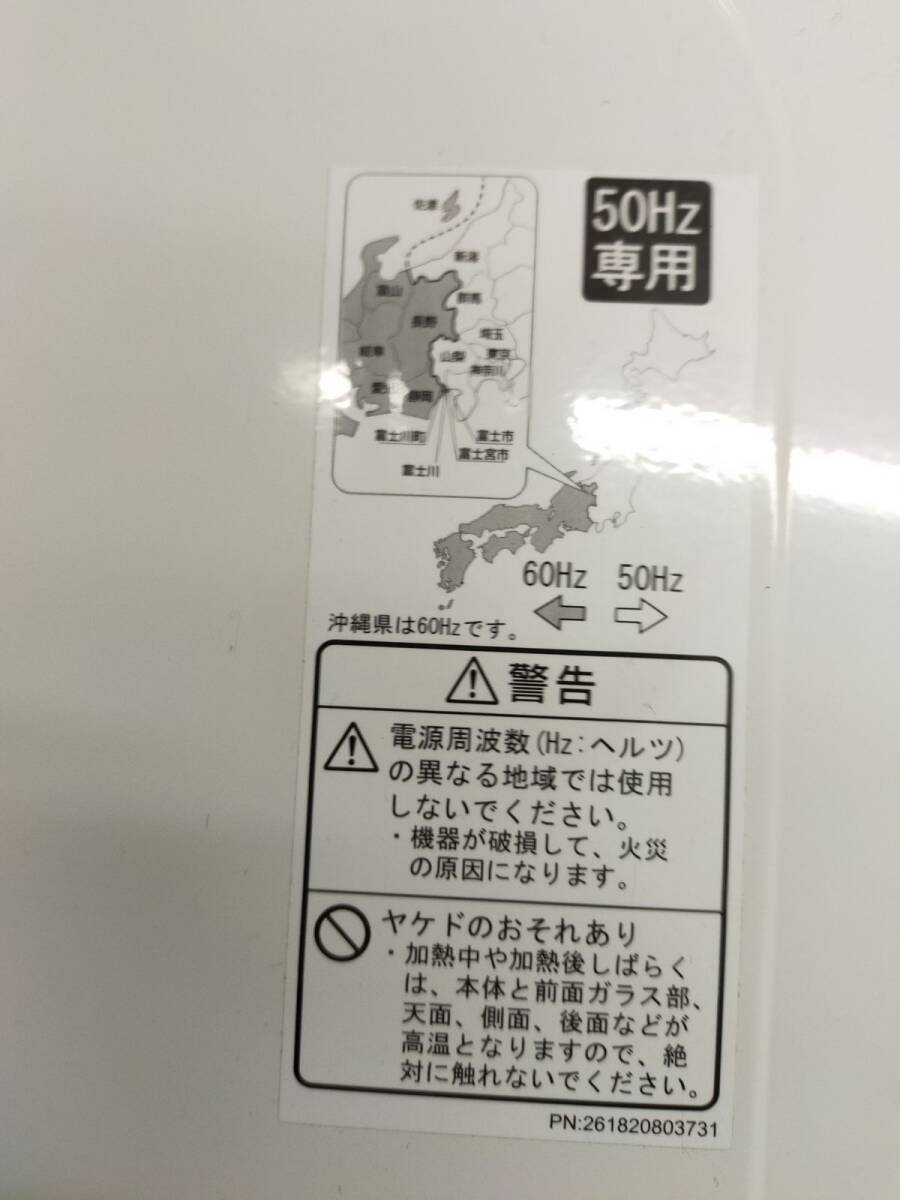 50Hz
専用
佐渡
新潟
富山
群馬
長野
埼玉
岐阜
山梨
東京
神奈川
静岡
富士川町
富士市
富士宮市
富士川
60Hz 50Hz
沖縄県は60Hzです。
警告
電源周波数(Hz:ヘルツ)
の異なる地域では使用
しないでください。
・機器が破損して、火災
の原因になります。
ヤケドのおそれあり
・加熱中や加熱後しばらく
は、本体と前面ガラス部、
天面、側面、後面などが
高温となりますので、絶
対に触れないでください。
PN:261820803731